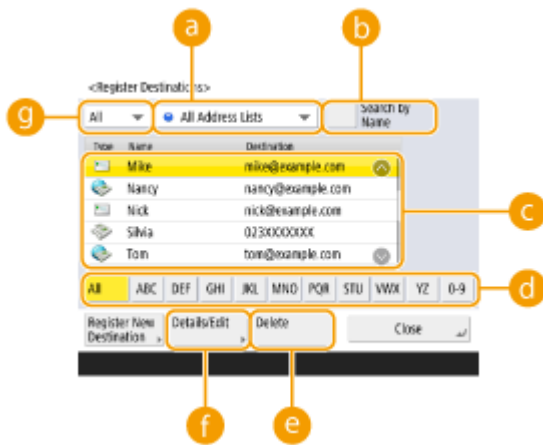 a
b
<Register Destinations>
g
All
All Address Lists
Search by
Name
Type Name Destination
Mike mike@example.com
Nancy nancy@example.com
Nick nick@example.com
c
Silvia 023XXXXXXX
Tom tom@example.com
All ABC DEF GHI JKL MNO PQR STU VWX YZ 0-9
d
Register New
Destination
Details/Edit
Delete
Close
f
e